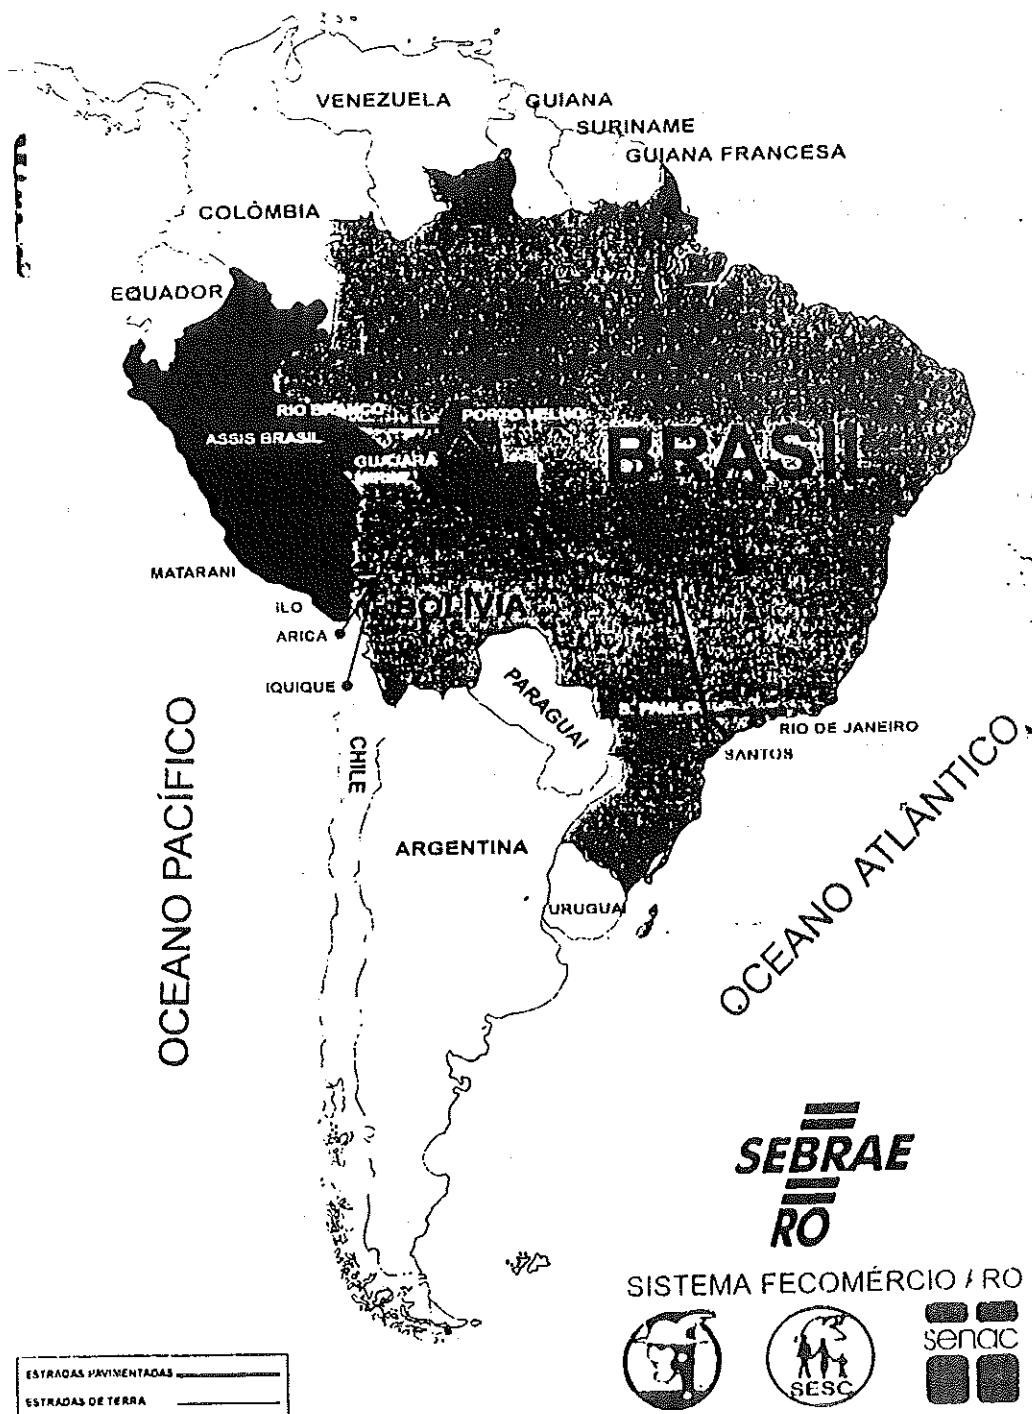 VENEZUELA
GUIANA
SURINAME
GUIANA FRANCESA
COLÔMBIA
EQUADOR
RIO BRANCO
PORTO VELHO
ASSIS BRASIL
BRASIL
GUAJARÁ
MATARANI
BOLÍVIA
ILO
ARICA
IQUIQUE
PARAGUAI
S. PAULO
RIO DE JANEIRO
SANTOS
CHILE
OCEANO PACÍFICO
ARGENTINA
OCEANO ATLÂNTICO
URUGUAI
SEBRAE
RO
SISTEMA FECOMÉRCIO / RO
SESC
senac
ESTRADAS PAVIMENTADAS
ESTRADAS DE TERRA